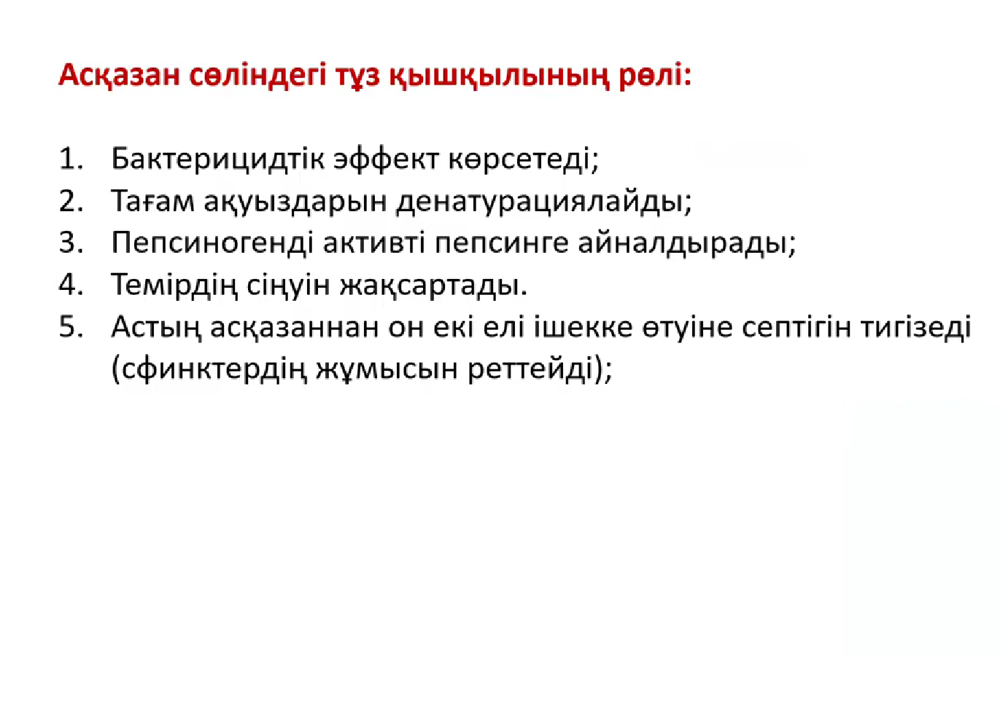 Асқазан сөліндегі тұз қышқылының рөлі:
1. Бактерицидтік эффект көрсетеді;
2. Тағам ақуыздарын денатурациялайды;
3. Пепсиногенді активті пепсинге айналдырады;
4. Темірдің сіңуін жақсартады.
5. Астың асқазаннан он екі елі ішекке өтуіне септігін тигізеді
(сфинктердің жұмысын реттейді);